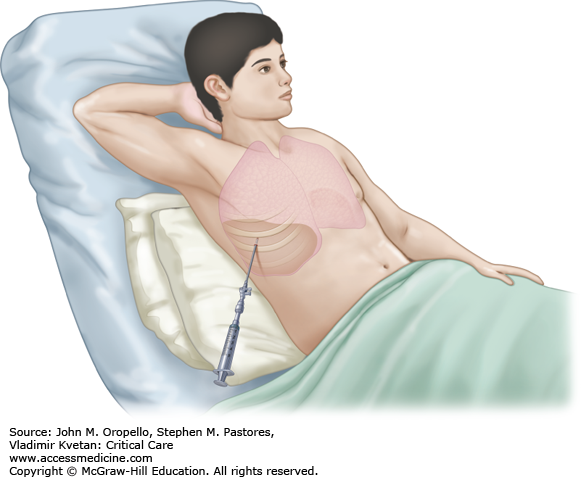 Source: John M. Oropello, Stephen M. Pastores,
Vladimir Kvetan: Critical Care
www.accessmedicine.com
Copyright © McGraw-Hill Education. All rights reserved.